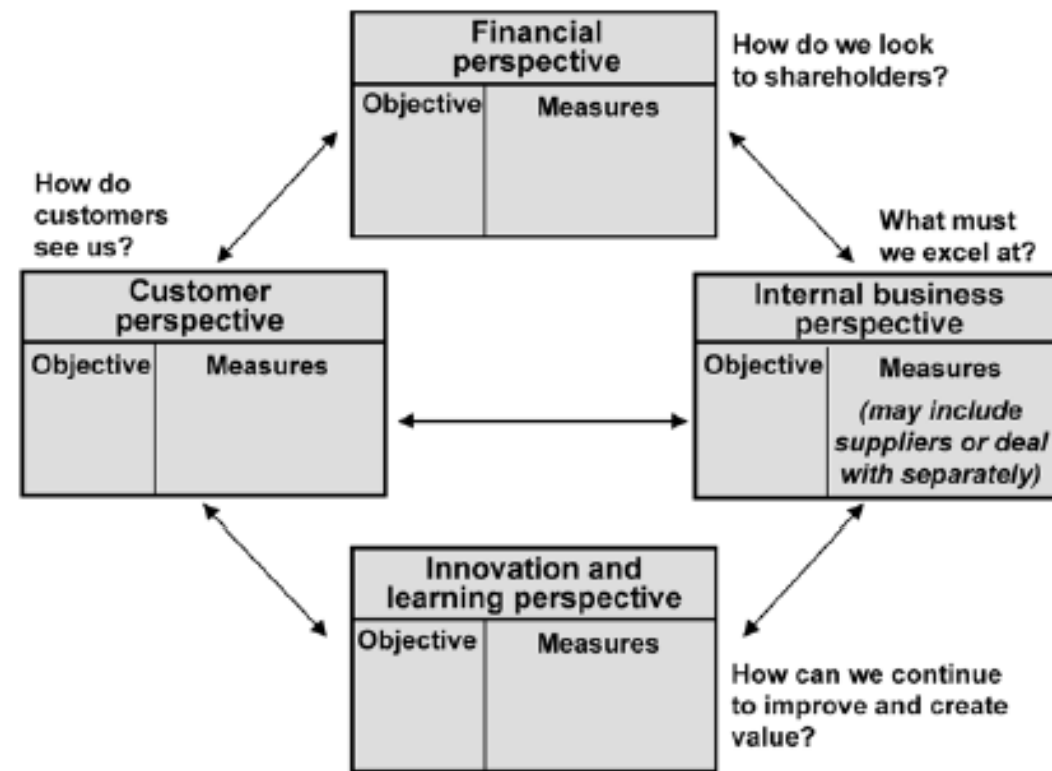 Financial
perspective
Objective
Measures
How do we look
to shareholders?
How do
customers
see us?
What must
we excel at?
Customer
perspective
Objective
Measures
Internal business
perspective
Objective
Measures
(may include
suppliers or deal
with separately)
Innovation and
learning perspective
Objective
Measures
How can we continue
to improve and create
value?